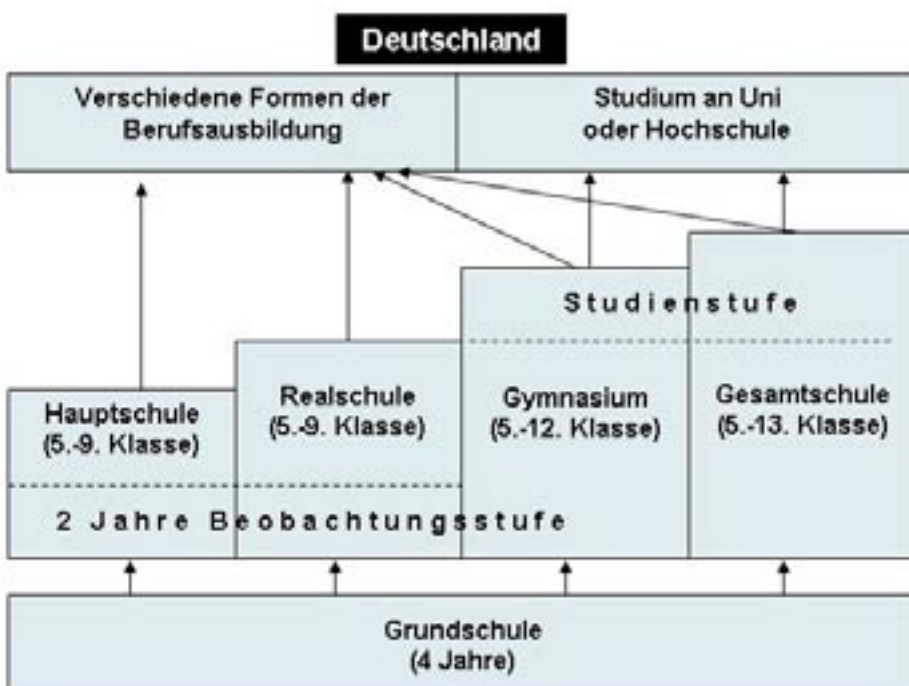 Deutschland
Verschiedene Formen der
Berufsausbildung
Studium an Uni
oder Hochschule
Studienstufe
Hauptschule
(5.-9. Klasse)
Realschule
(5.-9. Klasse)
Gymnasium
(5.-12. Klasse)
Gesamtschule
(5.-13. Klasse)
2 Jahre Beobachtungsstufe
Grundschule
(4 Jahre)